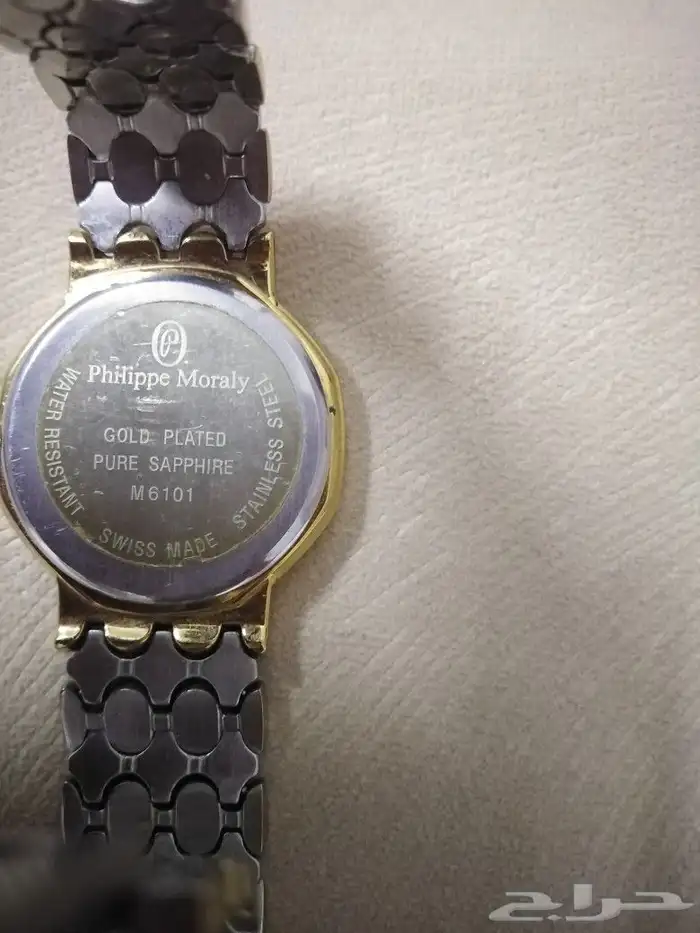 Philippe Moraly
GOLD PLATED
PURE SAPPHIRE
M6101
WATER RESISTANT
SWISS MADE
STAINLESS STEEL
حراج